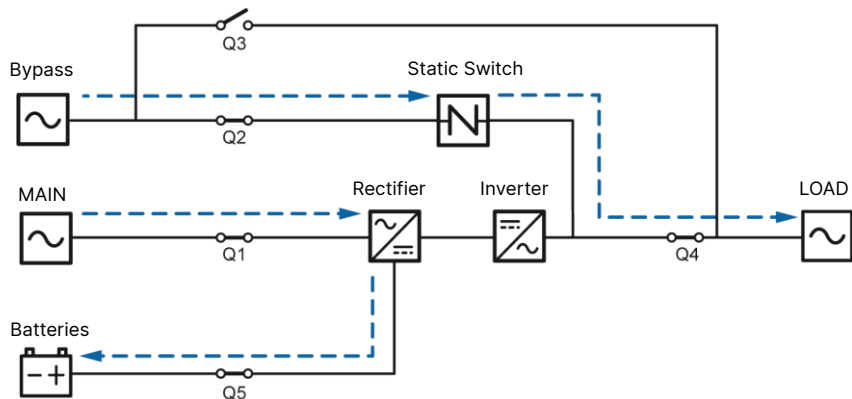 Q3
Bypass
Static Switch
Q2
MAIN
Rectifier
Inverter
LOAD
Q1
Q4
Batteries
Q5